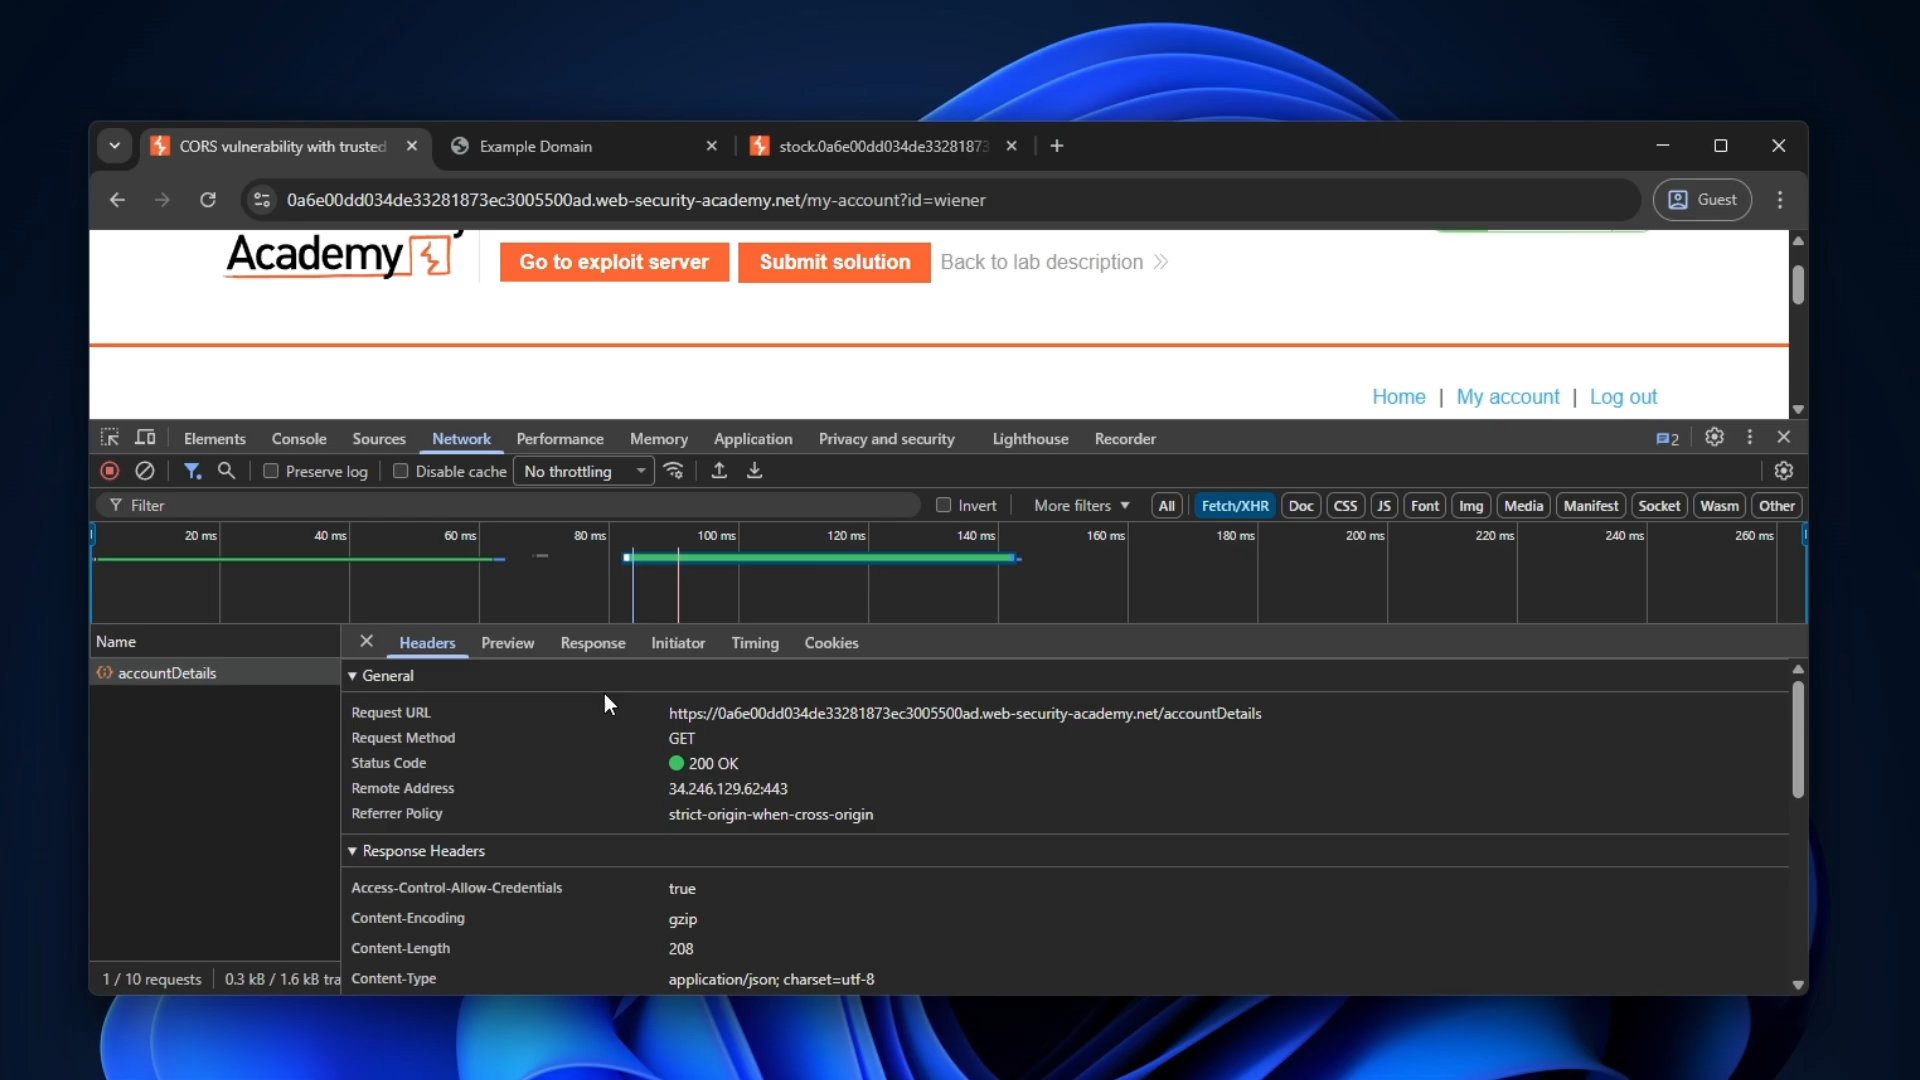 CORS vulnerability with trusted
Example Domain
stock.0a6e00dd034de33281873
0a6e00dd034de33281873ec3005500ad.web-security-academy.net/my-account?id=wiener
Guest
Academy
Go to exploit server
Submit solution
Back to lab description
Home | My account | Log out
Elements Console Sources Network Performance Memory Application Privacy and security Lighthouse Recorder
2
Preserve log
Disable cache
No throttling
Filter
Invert
More filters
All Fetch/XHR Doc CSS JS Font Img Media Manifest Socket Wasm Other
20 ms 40 ms 60 ms 80 ms 100 ms 120 ms 140 ms 160 ms 180 ms 200 ms 220 ms 240 ms 260 ms
Name
Headers Preview Response Initiator Timing Cookies
accountDetails
General
Request URL https://0a6e00dd034de33281873ec3005500ad.web-security-academy.net/accountDetails
Request Method GET
Status Code 200 OK
Remote Address 34.246.129.62:443
Referrer Policy strict-origin-when-cross-origin
Response Headers
Access-Control-Allow-Credentials true
Content-Encoding gzip
Content-Length 208
Content-Type application/json; charset=utf-8
1 / 10 requests 0.3 kB / 1.6 kB tra